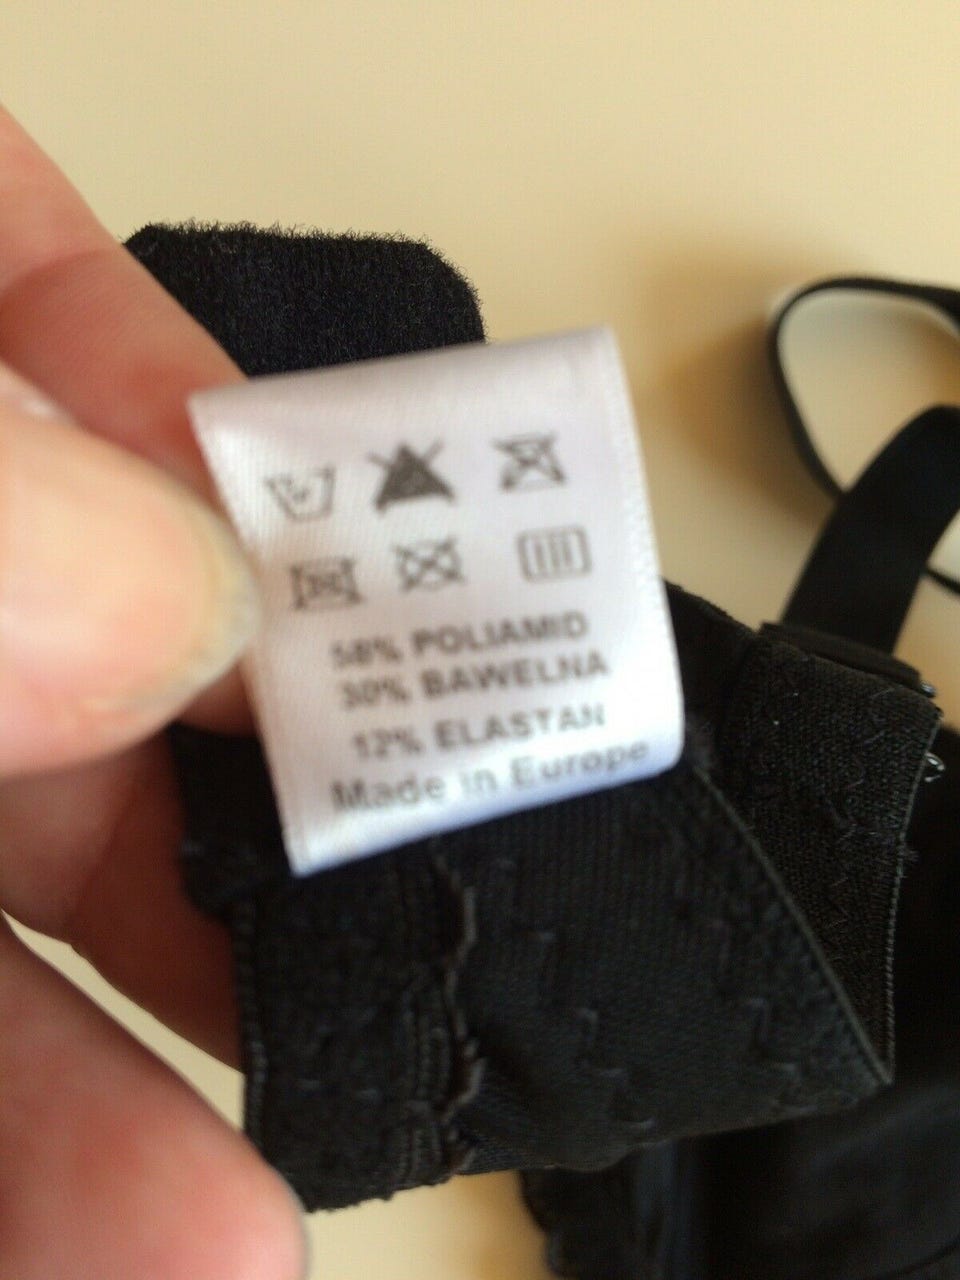 58% POLIAMID
30% BAWELNA
12% ELASTAN
Made in Europe